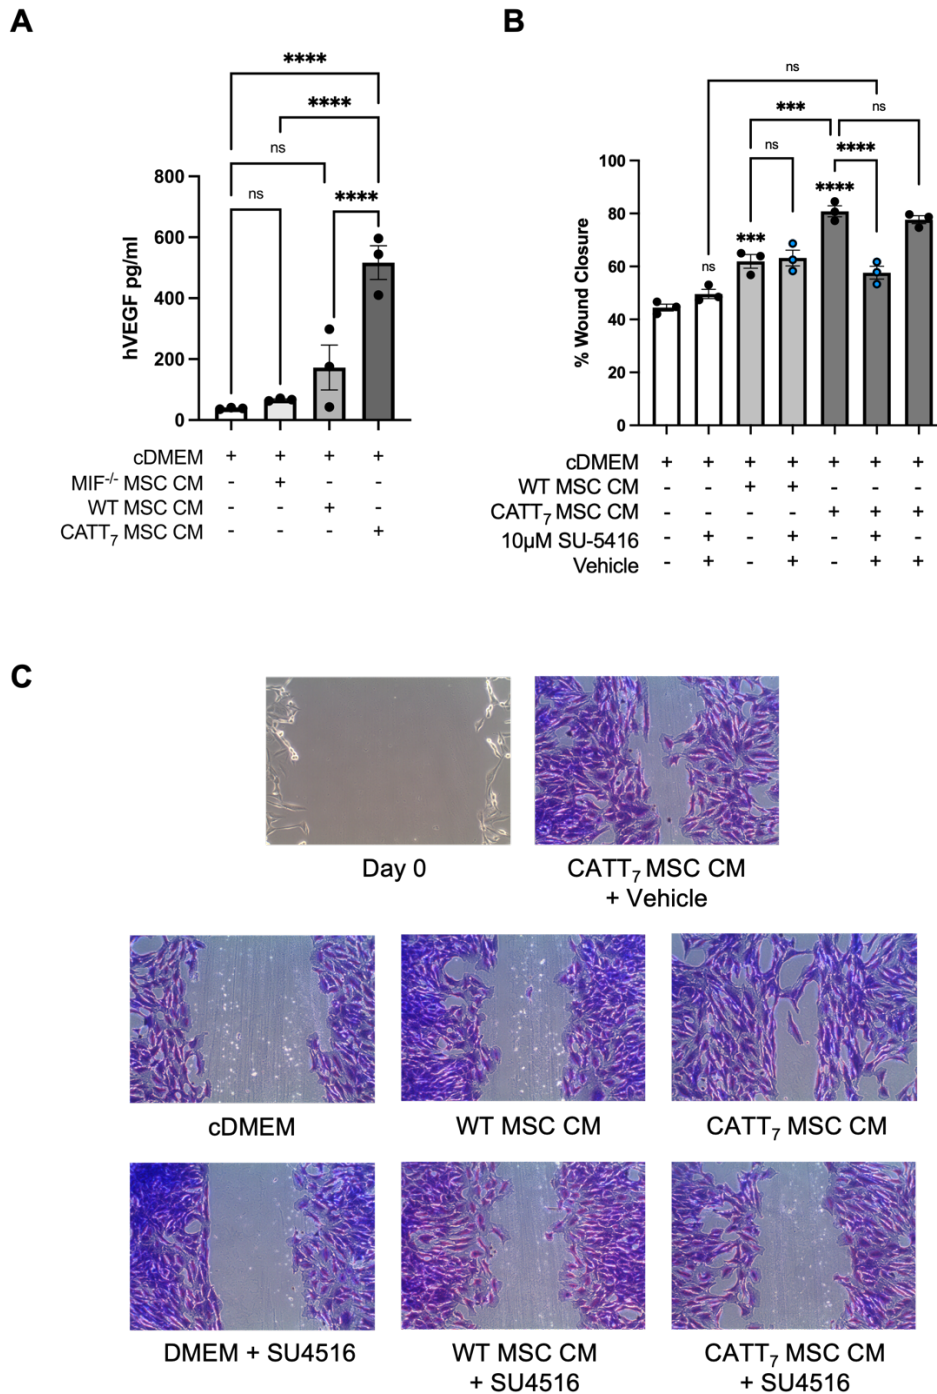 A
****
****
ns
ns
****
800
600
400
200
0
hVEGF pg/ml
cDMEM + + + +
MIF-/- MSC CM - + - -
WT MSC CM - - + -
CATT7 MSC CM - - - +
B
ns
***
ns
ns
****
****
***
ns
100
80
60
40
20
0
% Wound Closure
cDMEM + + + + + + +
WT MSC CM - - + + - - -
CATT7 MSC CM - - - - + + +
10µM SU-5416 - + - + - + -
Vehicle - + - + - + +
C
Day 0
CATT7 MSC CM
+ Vehicle
cDMEM
WT MSC CM
CATT7 MSC CM
DMEM + SU4516
WT MSC CM
+ SU4516
CATT7 MSC CM
+ SU4516